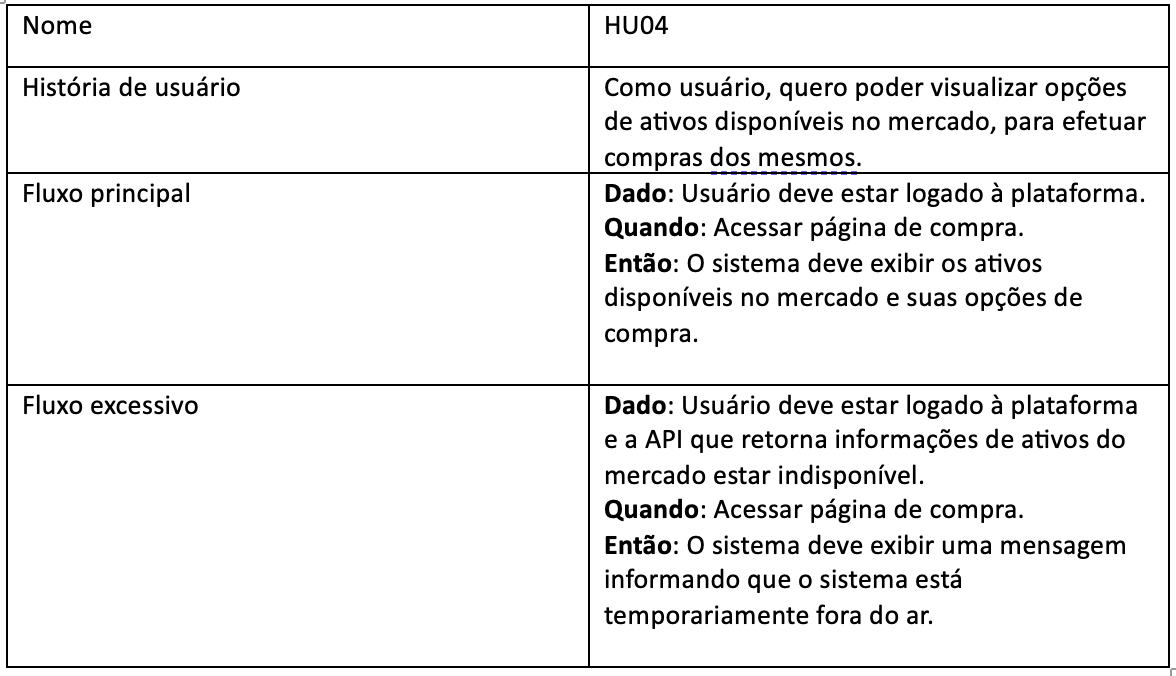 Nome
HU04
História de usuário
Como usuário, quero poder visualizar opções
de ativos disponíveis no mercado, para efetuar
compras dos mesmos.
Fluxo principal
Dado: Usuário deve estar logado à plataforma.
Quando: Acessar página de compra.
Então: O sistema deve exibir os ativos
disponíveis no mercado e suas opções de
compra.
Fluxo excessivo
Dado: Usuário deve estar logado à plataforma
e a API que retorna informações de ativos do
mercado estar indisponível.
Quando: Acessar página de compra.
Então: O sistema deve exibir uma mensagem
informando que o sistema está
temporariamente fora do ar.